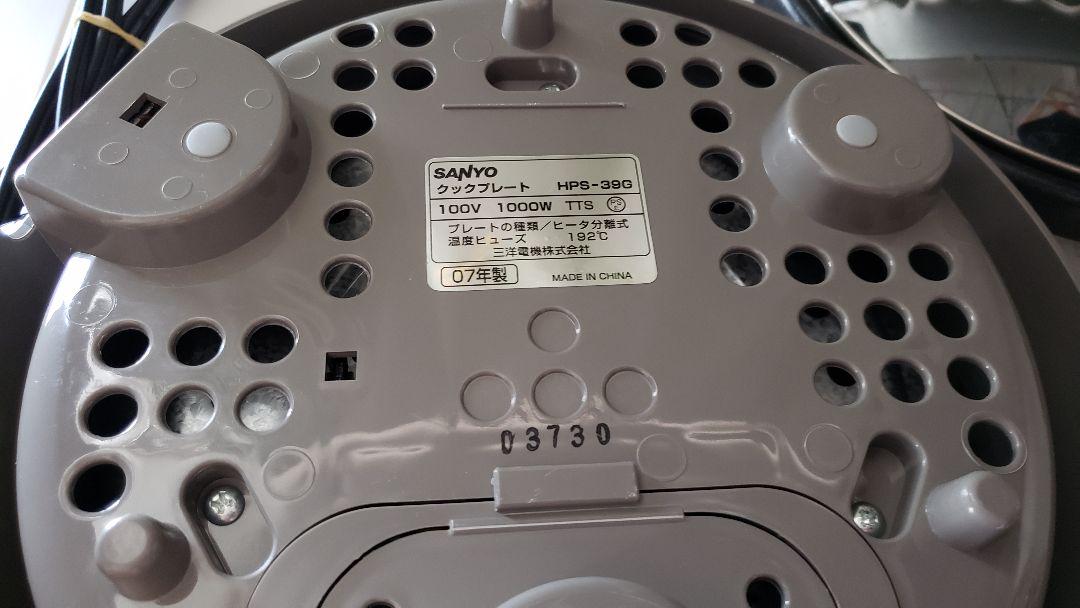 SANYO
クックプレート HPS-39G
100V 1000W TTS PSE
プレートの種類/ヒータ分離式
温度ヒューズ 192℃
三洋電機株式会社
07年製 MADE IN CHINA
03730